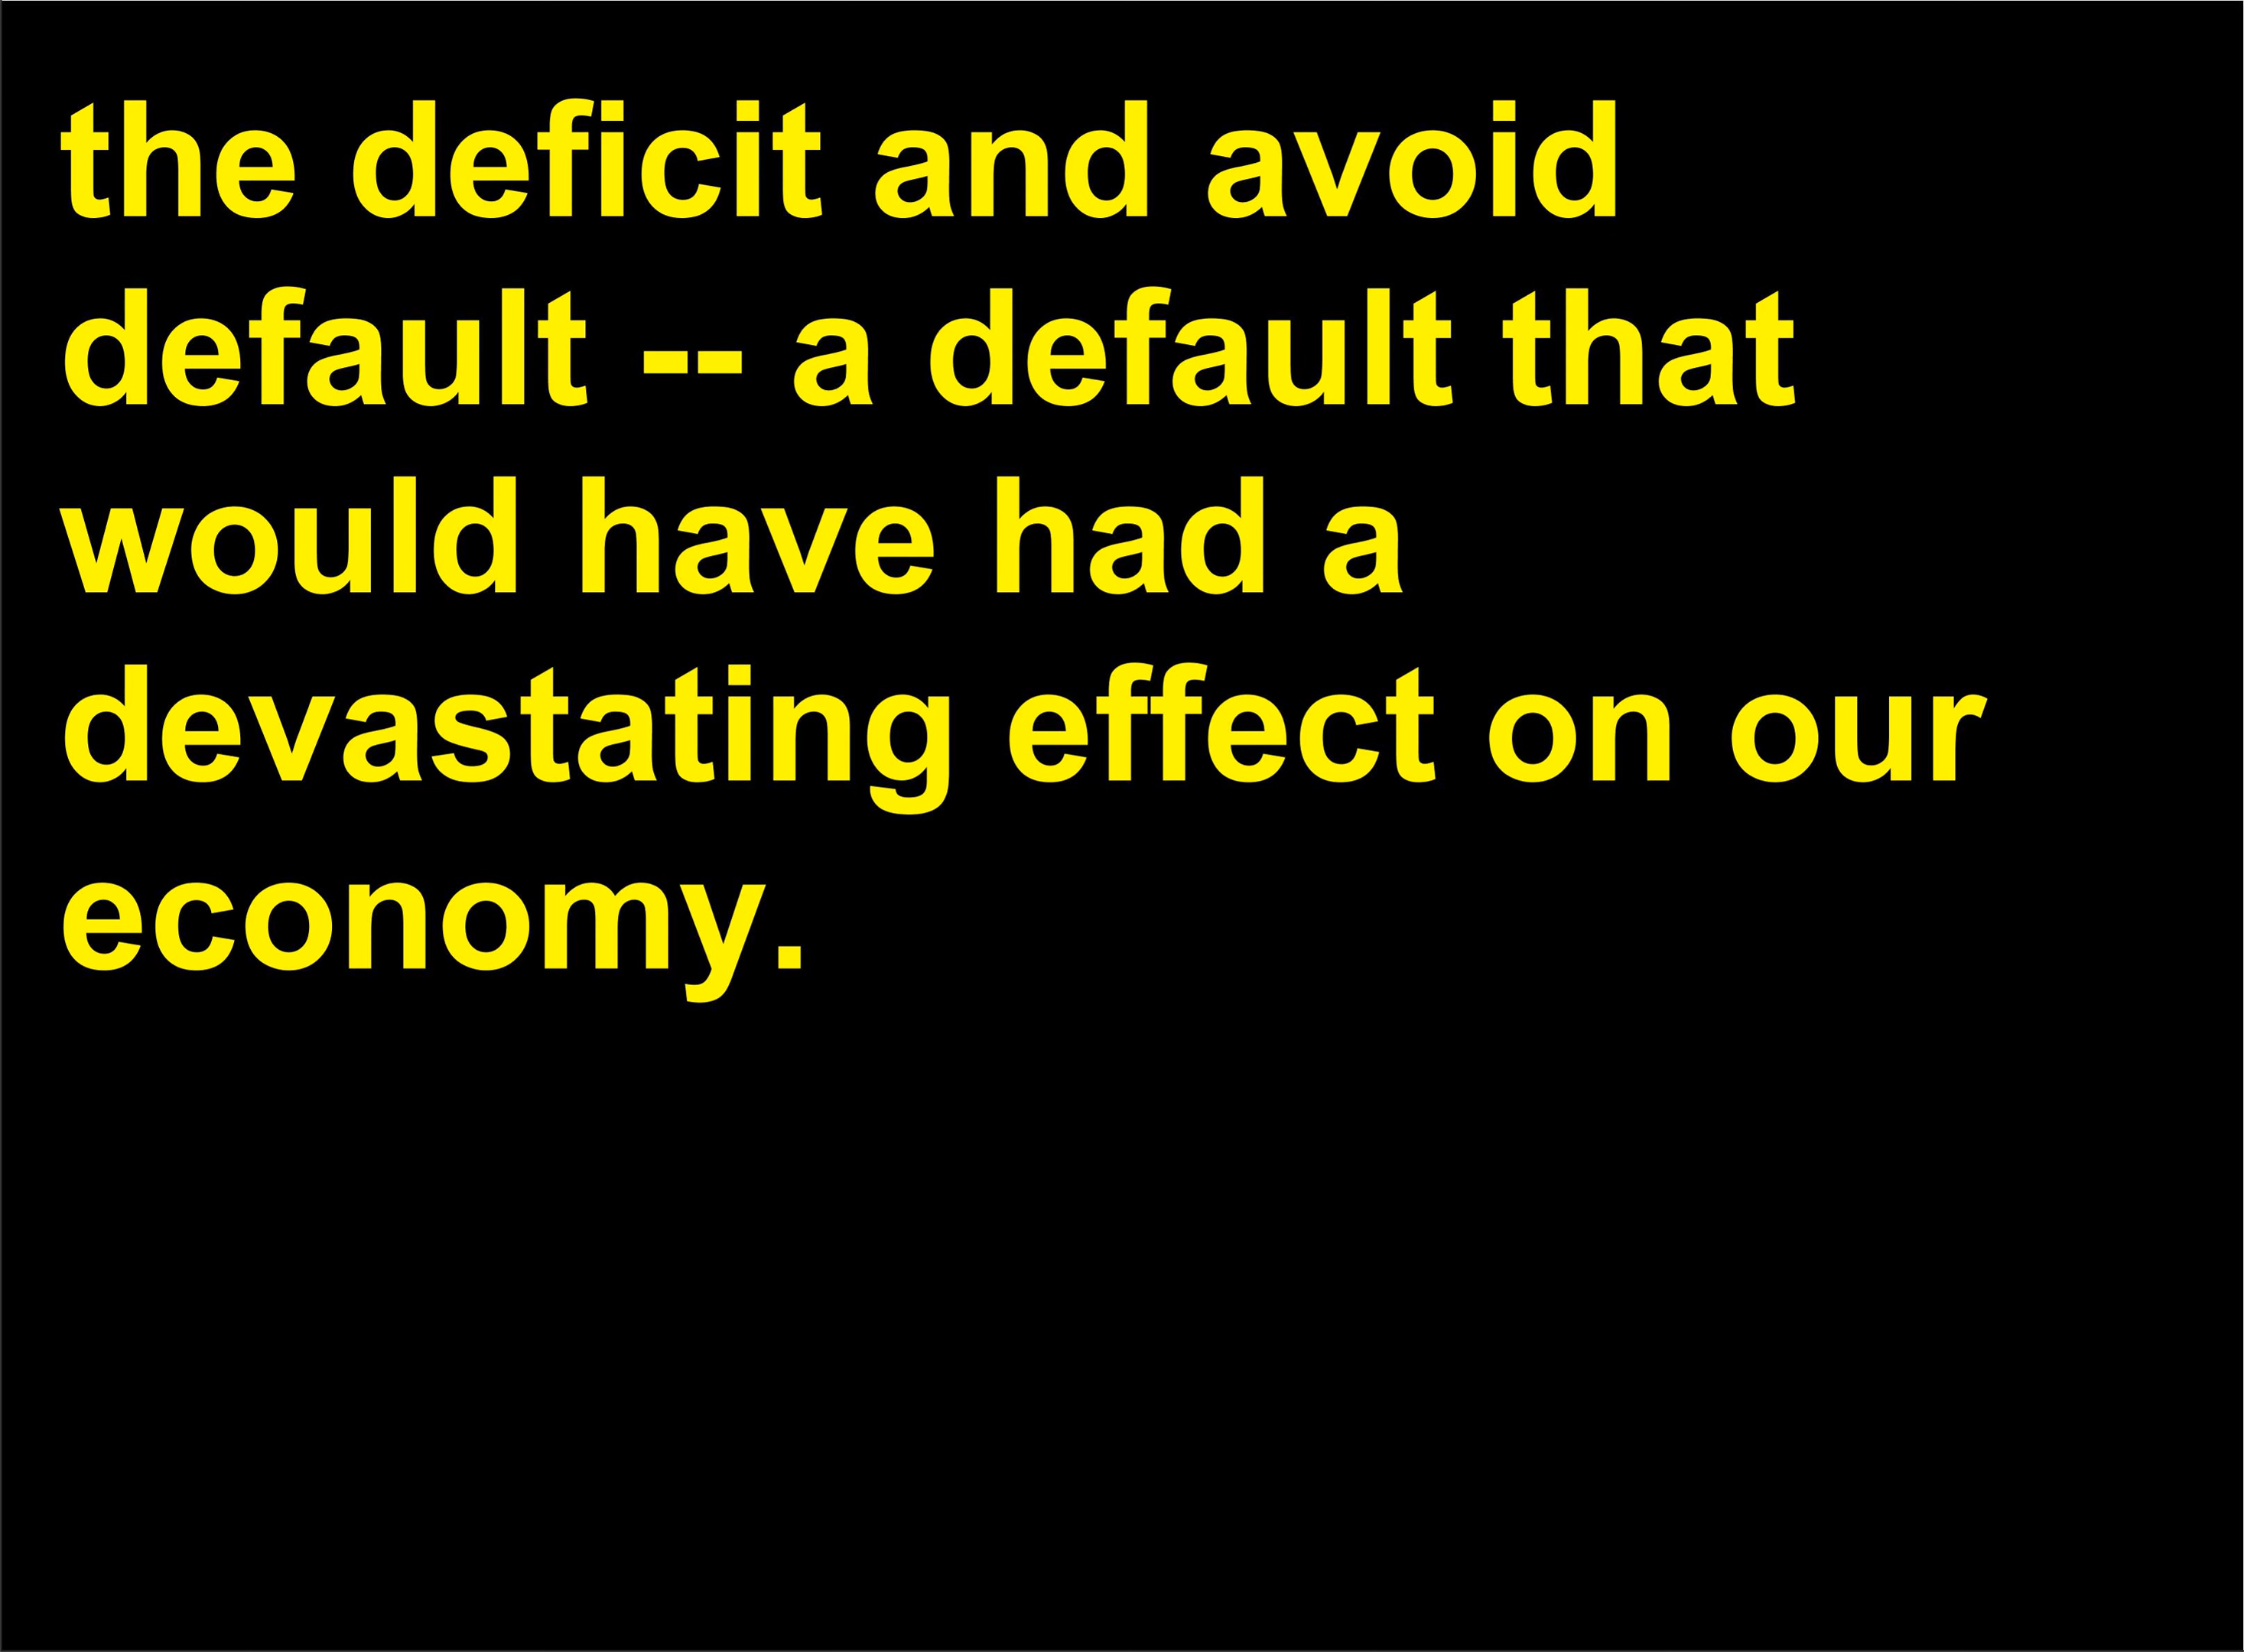 the deficit and avoid
default -- a default that
would have had a
devastating effect on our
economy.